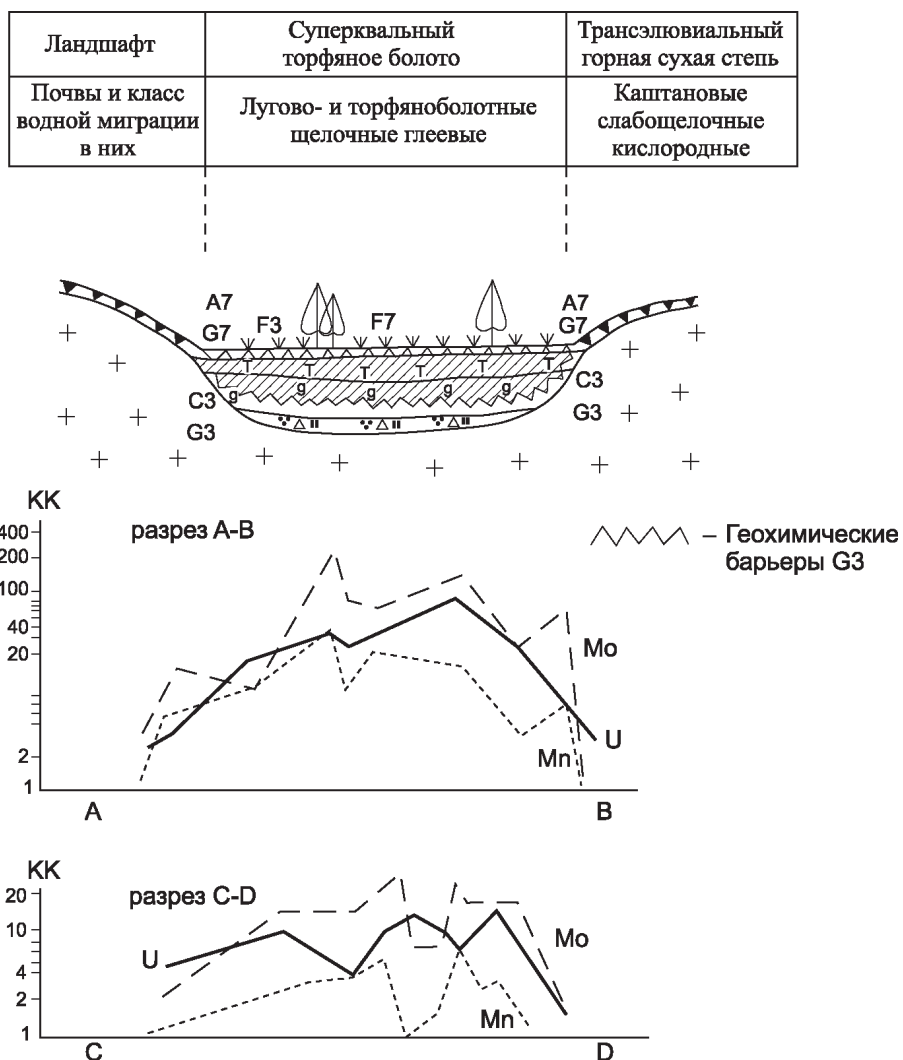 Ландшафт
Суперквальный
торфяное болото
Трансэлювиальный
горная сухая степь
Почвы и класс
водной миграции
в них
Лугово- и торфяноболотные
щелочные глеевые
Каштановые
слабощелочные
кислородные
A7
G7
F3
F7
A7
G7
T T T T T T
g g g g g g
C3
G3
C3
G3
KK
разрез A-B
400
200
100
40
20
2
1
Mo
U
Mn
A
B
– Геохимические
барьеры G3
KK
разрез C-D
20
10
4
2
1
U
Mo
Mn
C
D